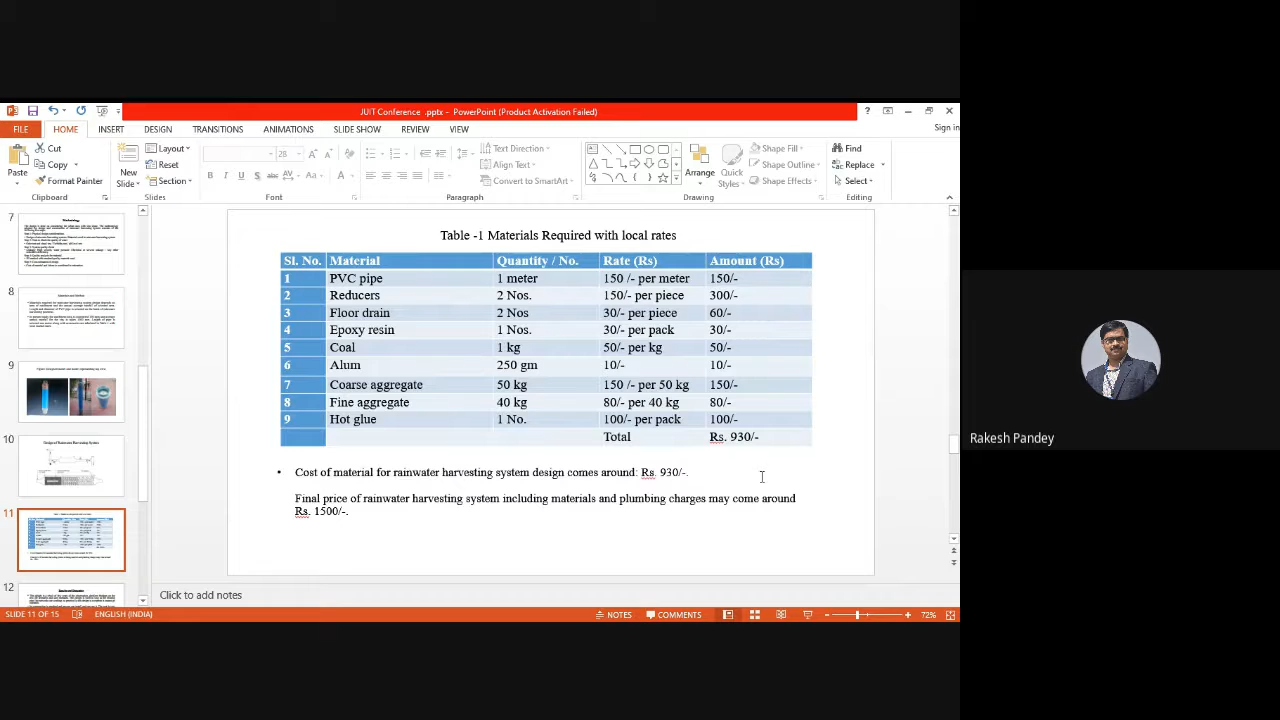 JUIT Conference .pptx - PowerPoint (Product Activation Failed)
Sign in
FILE HOME INSERT DESIGN TRANSITIONS ANIMATIONS SLIDE SHOW REVIEW VIEW
Cut
Copy
Format Painter
Paste
Clipboard
New Slide
Layout
Reset
Section
Slides
28
B I U S abc AV Aa A
Font
Text Direction
Align Text
Convert to SmartArt
Paragraph
Arrange
Quick Styles
Shape Fill
Shape Outline
Shape Effects
Drawing
Find
Replace
Select
Editing
7
8
9
10
11
12
Table -1 Materials Required with local rates
Sl. No. Material Quantity / No. Rate (Rs) Amount (Rs)
1 PVC pipe 1 meter 150 /- per meter 150/-
2 Reducers 2 Nos. 150/- per piece 300/-
3 Floor drain 2 Nos 30/- per piece 60/-
4 Epoxy resin 1 Nos. 30/- per pack 30/-
5 Coal 1 kg 50/- per kg 50/-
6 Alum 250 gm 10/- 10/-
7 Coarse aggregate 50 kg 150 /- per 50 kg 150/-
8 Fine aggregate 40 kg 80/- per 40 kg 80/-
9 Hot glue 1 No. 100/- per pack 100/-
Total Rs. 930/-
• Cost of material for rainwater harvesting system design comes around: Rs. 930/-.
Final price of rainwater harvesting system including materials and plumbing charges may come around
Rs. 1500/-.
Click to add notes
SLIDE 11 OF 15 ENGLISH (INDIA) NOTES COMMENTS 72%
Rakesh Pandey